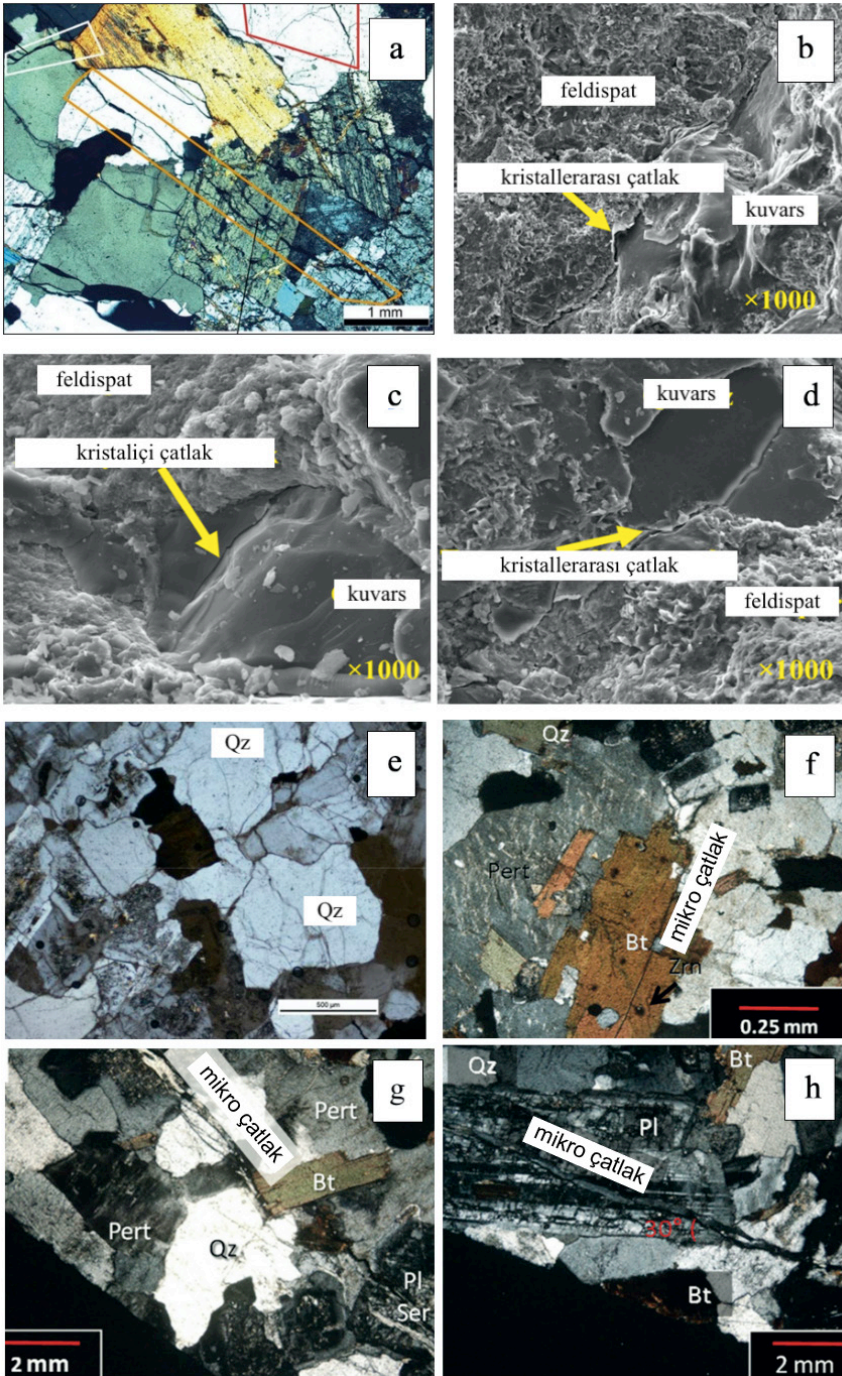 a
1 mm
b
feldispat
kristallerarası çatlak
kuvars
×1000
c
feldispat
kristaliçi çatlak
kuvars
×1000
d
kuvars
kristallerarası çatlak
feldispat
×1000
e
Qz
Qz
500 µm
f
Qz
Pert
mikro çatlak
Bt
Zrn
0.25 mm
g
mikro çatlak
Pert
Bt
Pert
Qz
Pl
Ser
2 mm
h
Qz
Bt
Pl
mikro çatlak
30°
Bt
2 mm